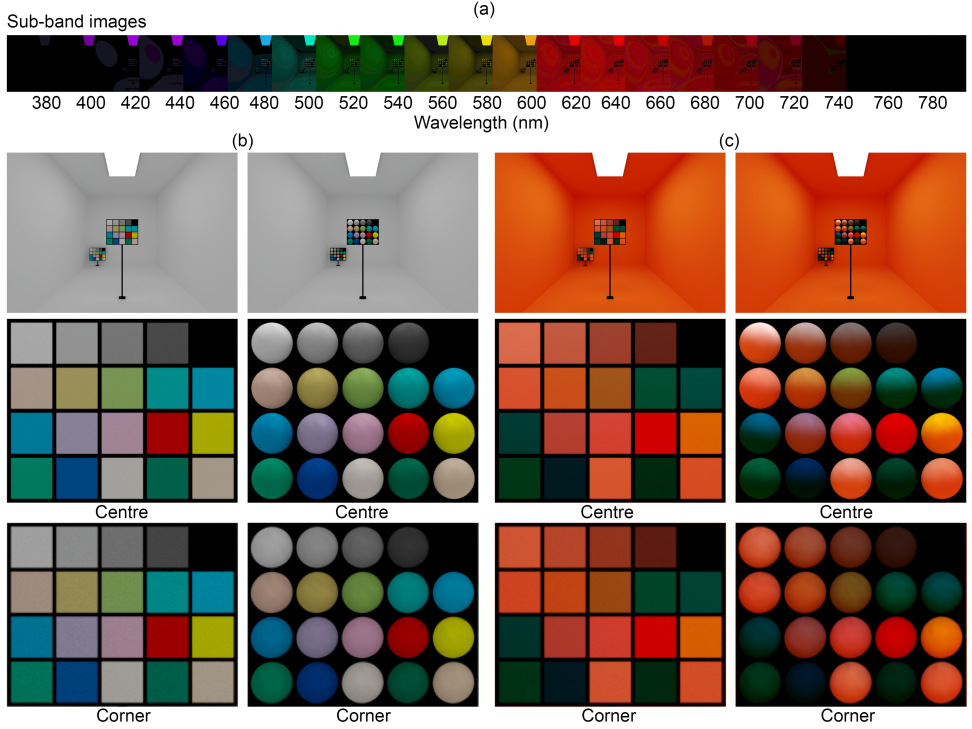 (a)
Sub-band images
380 400 420 440 460 480 500 520 540 560 580 600 620 640 660 680 700 720 740 760 780
Wavelength (nm)
(b) (c)
Centre Centre Centre Centre
Corner Corner Corner Corner